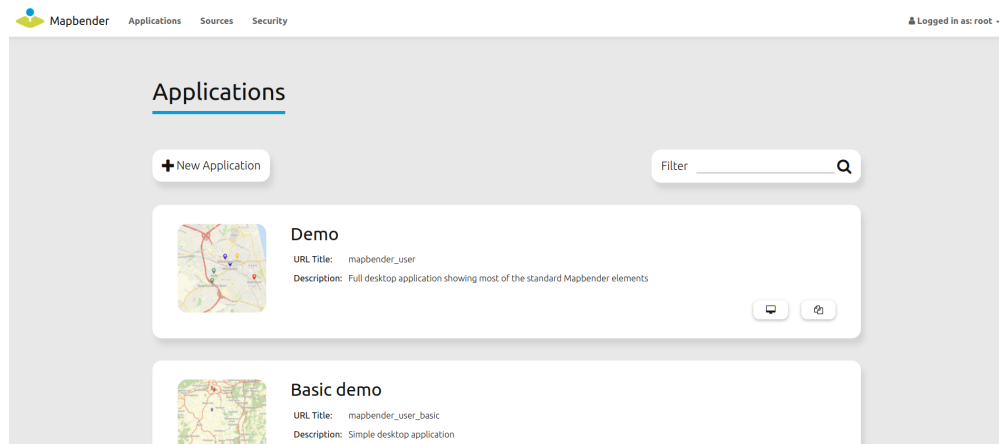 Mapbender Applications Sources Security Logged in as: root
Applications
New Application
Filter
Demo
URL Title: mapbender_user
Description: Full desktop application showing most of the standard Mapbender elements
Basic demo
URL Title: mapbender_user_basic
Description: Simple desktop application